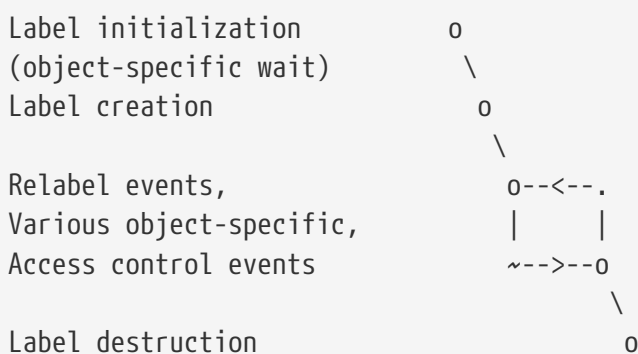 Label initialization          o
(object-specific wait)         \
Label creation                  o
                                 \
Relabel events,                   o--<--.
Various object-specific,          |     |
Access control events             ~-->--o
                                         \
Label destruction                         o